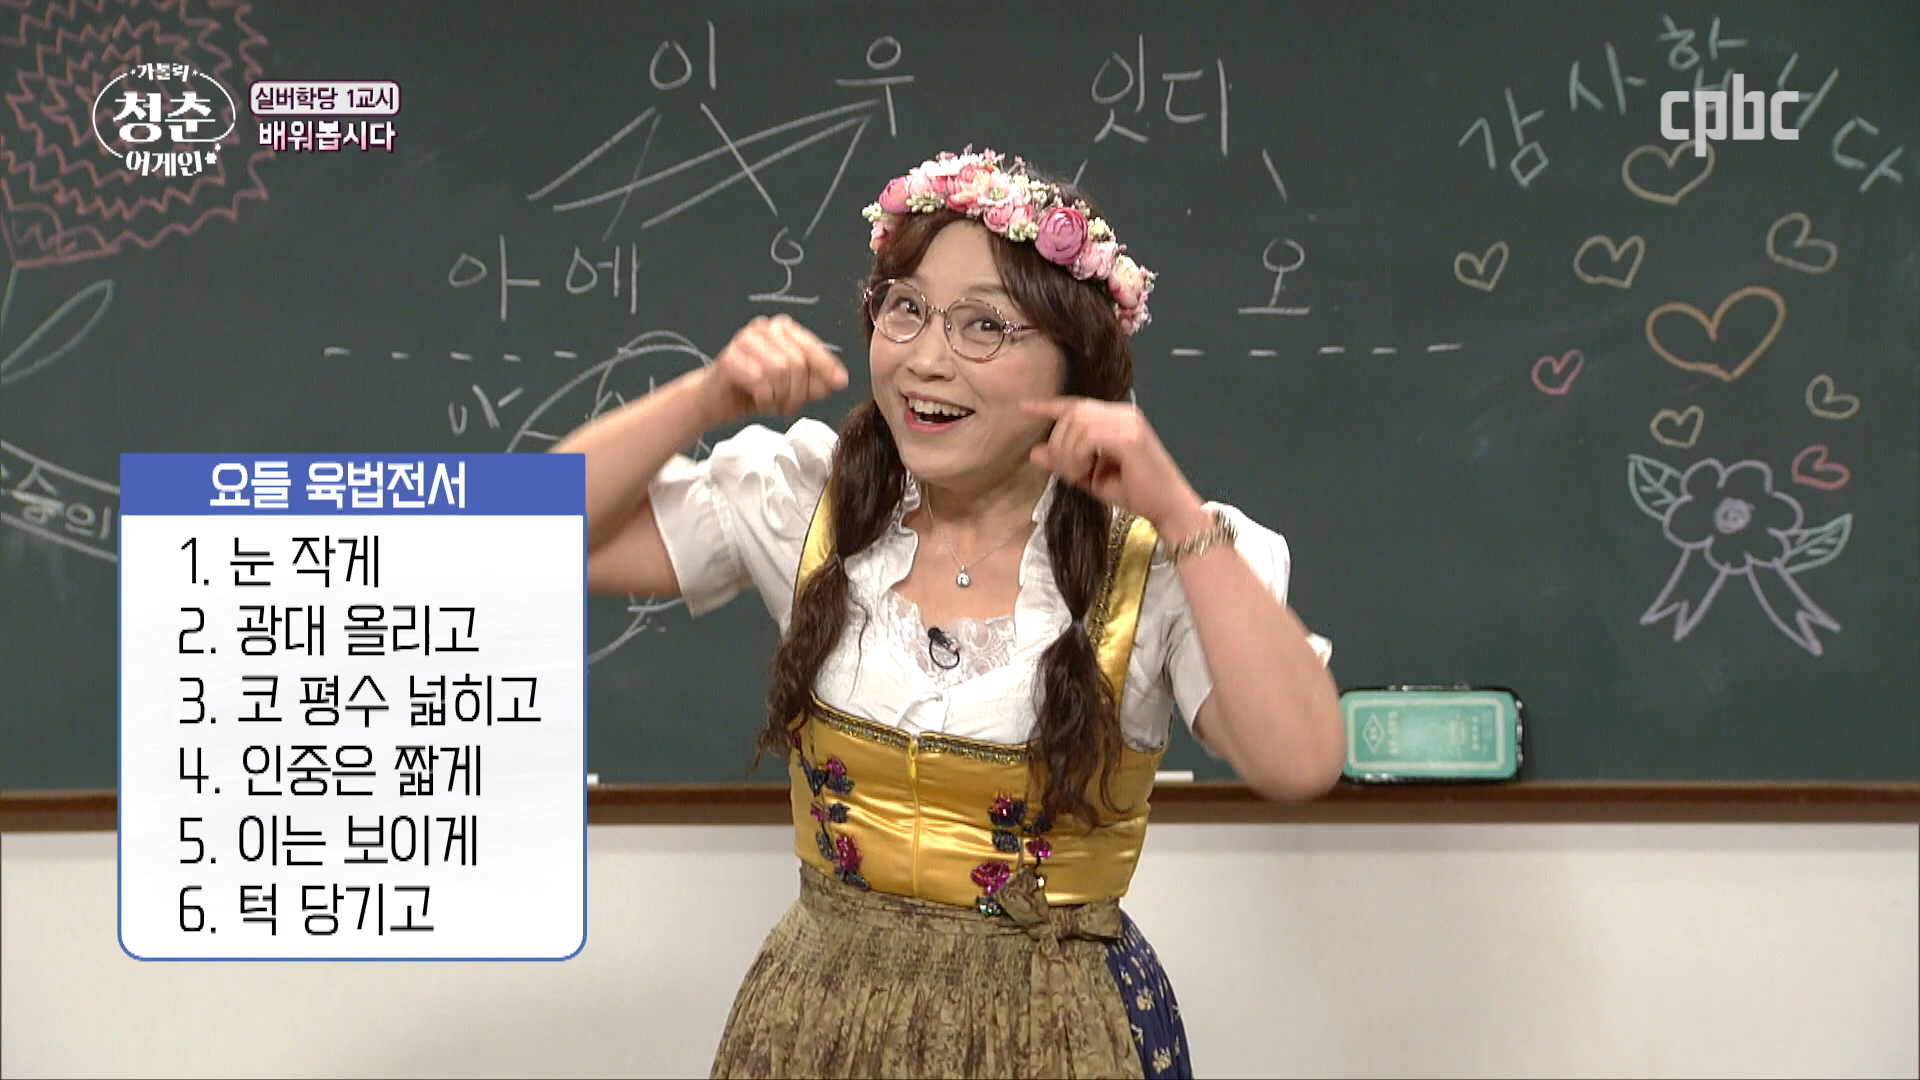 가톨릭
청춘
어게인
실버학당 1교시
배워봅시다
cpbc
이 우 잇다
감사합니다
아 에 오 오
요들 육법전서
1. 눈 작게
2. 광대 올리고
3. 코 평수 넓히고
4. 인중은 짧게
5. 이는 보이게
6. 턱 당기고